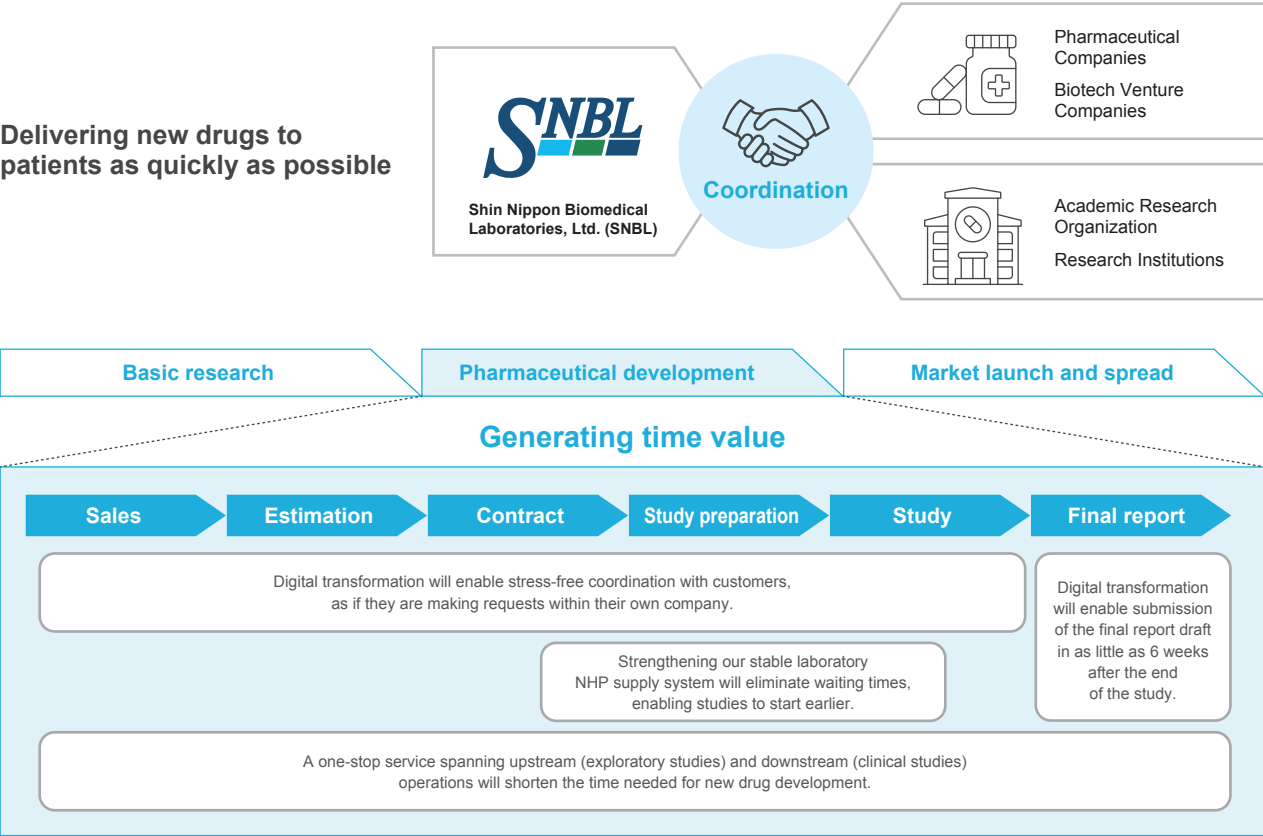 Delivering new drugs to
patients as quickly as possible
SNBL
Shin Nippon Biomedical
Laboratories, Ltd. (SNBL)
Coordination
Pharmaceutical
Companies
Biotech Venture
Companies
Academic Research
Organization
Research Institutions
Basic research
Pharmaceutical development
Market launch and spread
Generating time value
Sales
Estimation
Contract
Study preparation
Study
Final report
Digital transformation will enable stress-free coordination with customers,
as if they are making requests within their own company.
Digital transformation
will enable submission
of the final report draft
in as little as 6 weeks
after the end
of the study.
Strengthening our stable laboratory
NHP supply system will eliminate waiting times,
enabling studies to start earlier.
A one-stop service spanning upstream (exploratory studies) and downstream (clinical studies)
operations will shorten the time needed for new drug development.